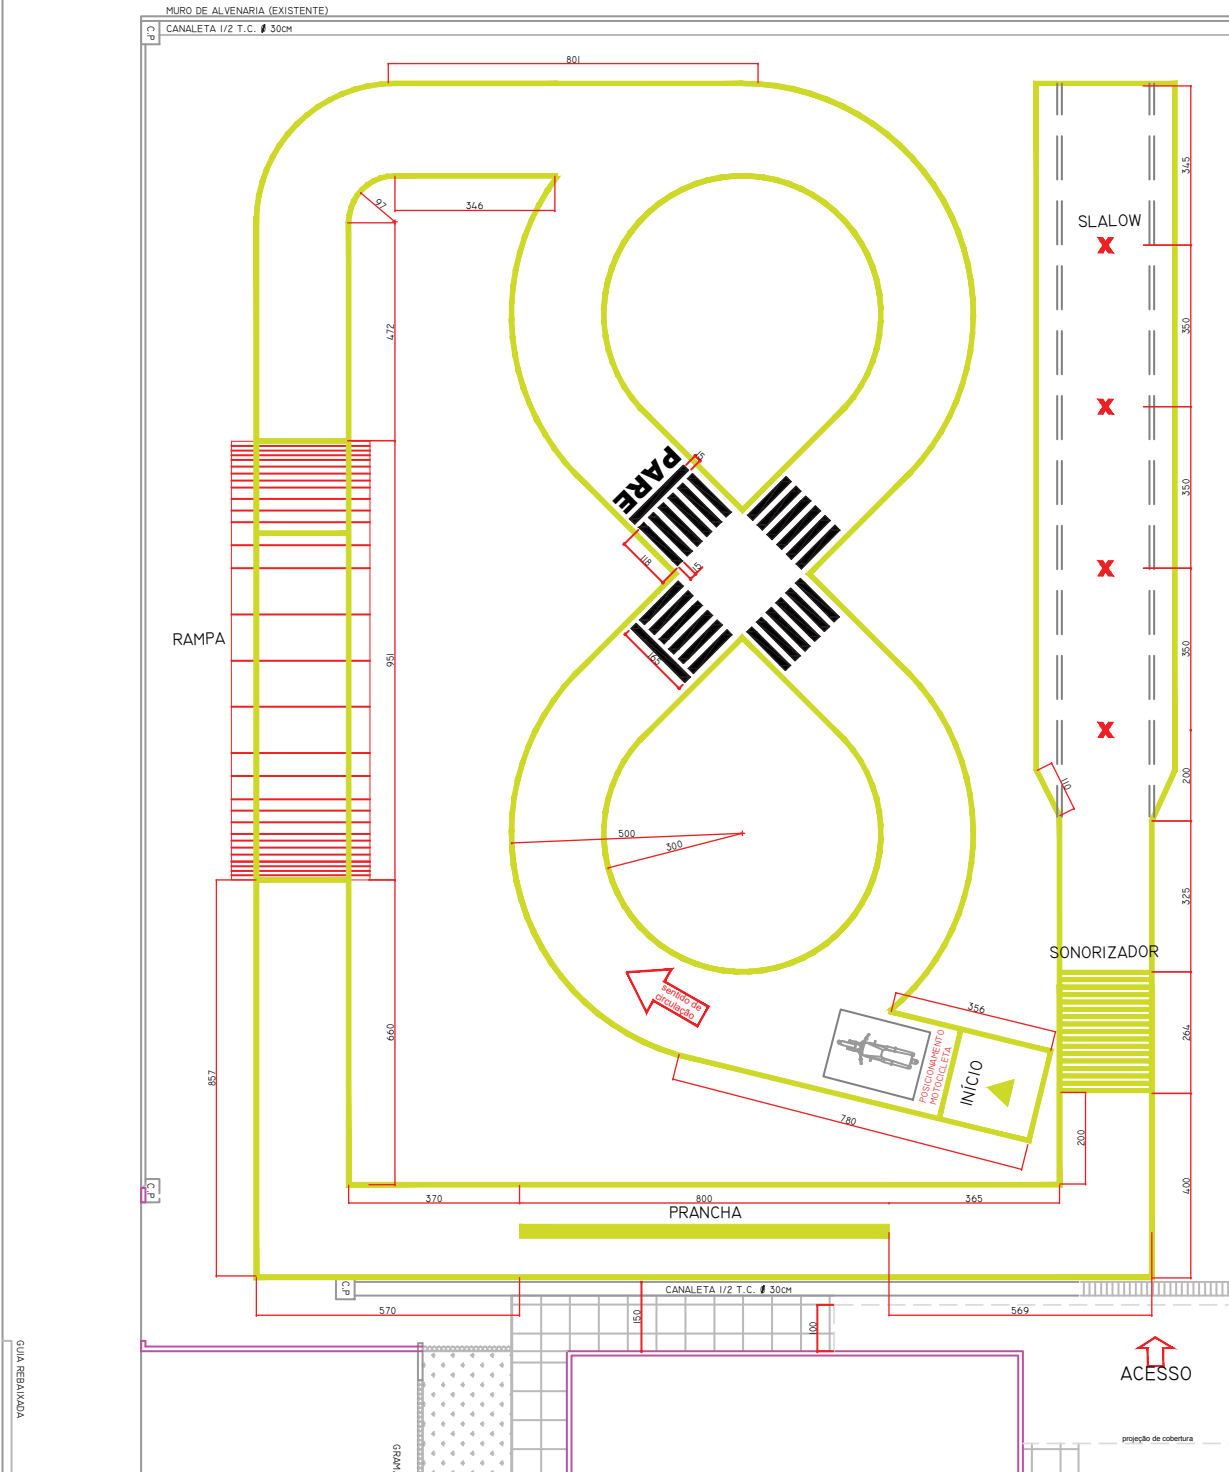 MURO DE ALVENARIA (EXISTENTE)
C.P
CANALETA 1/2 T.C. Ø 30CM
801
345
97
346
SLALOW
X
472
350
X
PARE
15
350
118
15
X
RAMPA
951
165
350
X
200
110
500
300
325
SONORIZADOR
sentido de
circulação
356
264
660
857
POSICIONAMENTO
MOTOCICLETA
INÍCIO
780
200
400
C.P
370
800
365
PRANCHA
C.P
CANALETA 1/2 T.C. Ø 30CM
570
150
100
569
GUIA REBAIXADA
ACESSO
GRAM
projeção de cobertura